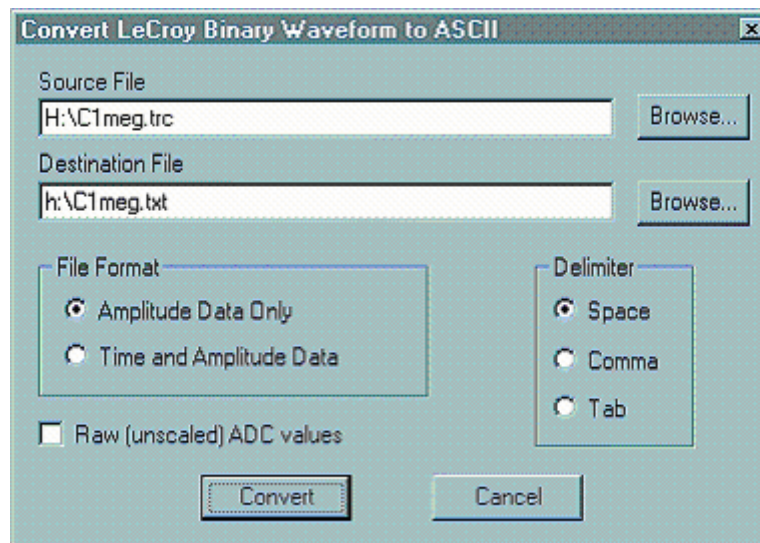 Convert LeCroy Binary Waveform to ASCII
Source File
H:\C1meg.trc
Browse...
Destination File
h:\C1meg.txt
Browse...
File Format
Amplitude Data Only
Time and Amplitude Data
Delimiter
Space
Comma
Tab
Raw (unscaled) ADC values
Convert
Cancel